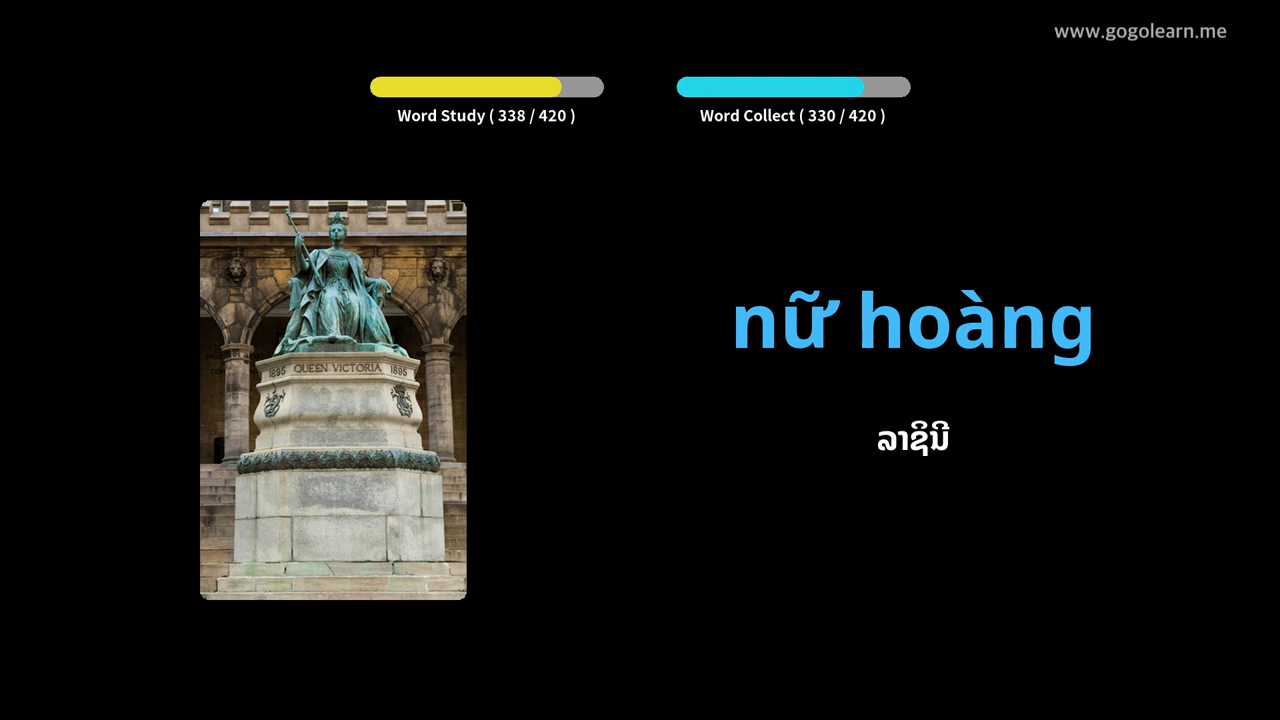 www.gogolearn.me
Word Study ( 338 / 420 )
Word Collect ( 330 / 420 )
1895 QUEEN VICTORIA 1895
nữ hoàng
ລາຊິນີ